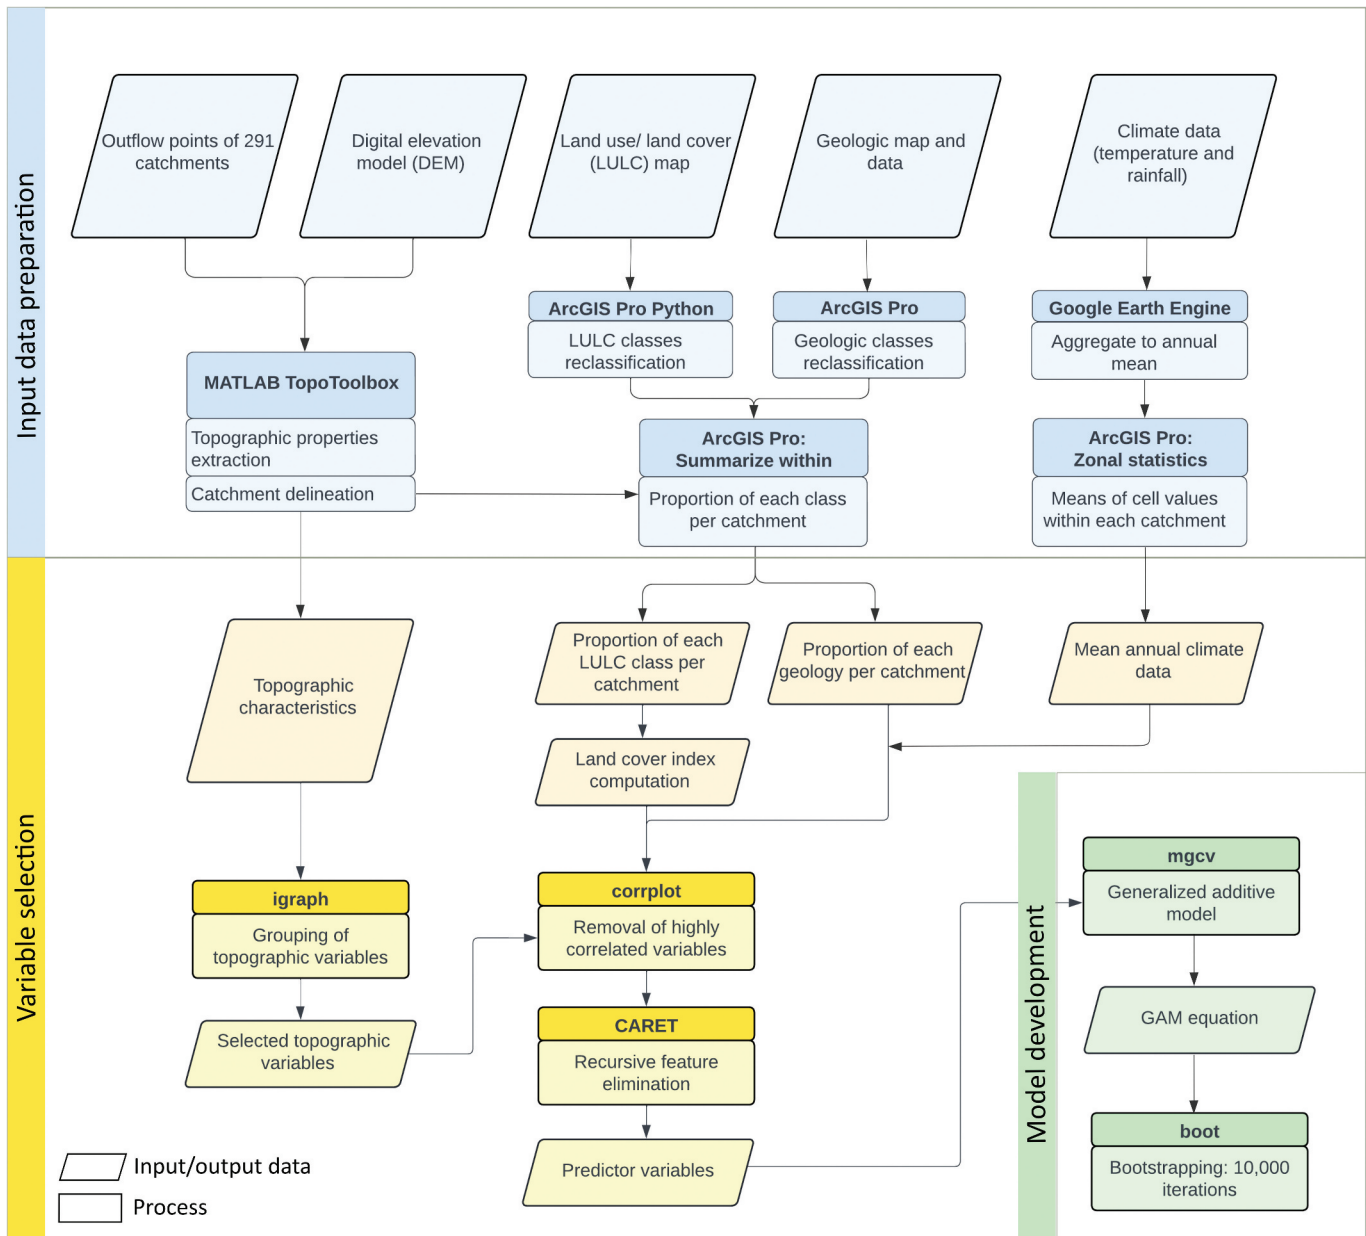 Input data preparation
Outflow points of 291
catchments
Digital elevation
model (DEM)
Land use/ land cover
(LULC) map
Geologic map and
data
Climate data
(temperature and
rainfall)
MATLAB TopoToolbox
Topographic properties
extraction
Catchment delineation
ArcGIS Pro Python
LULC classes
reclassification
ArcGIS Pro
Geologic classes
reclassification
Google Earth Engine
Aggregate to annual
mean
ArcGIS Pro:
Summarize within
Proportion of each class
per catchment
ArcGIS Pro:
Zonal statistics
Means of cell values
within each catchment
Variable selection
Topographic
characteristics
Proportion of each
LULC class per
catchment
Proportion of each
geology per catchment
Mean annual climate
data
Land cover index
computation
igraph
Grouping of
topographic variables
Selected topographic
variables
corrplot
Removal of highly
correlated variables
CARET
Recursive feature
elimination
Predictor variables
Model development
mgcv
Generalized additive
model
GAM equation
boot
Bootstrapping: 10,000
iterations
Input/output data
Process